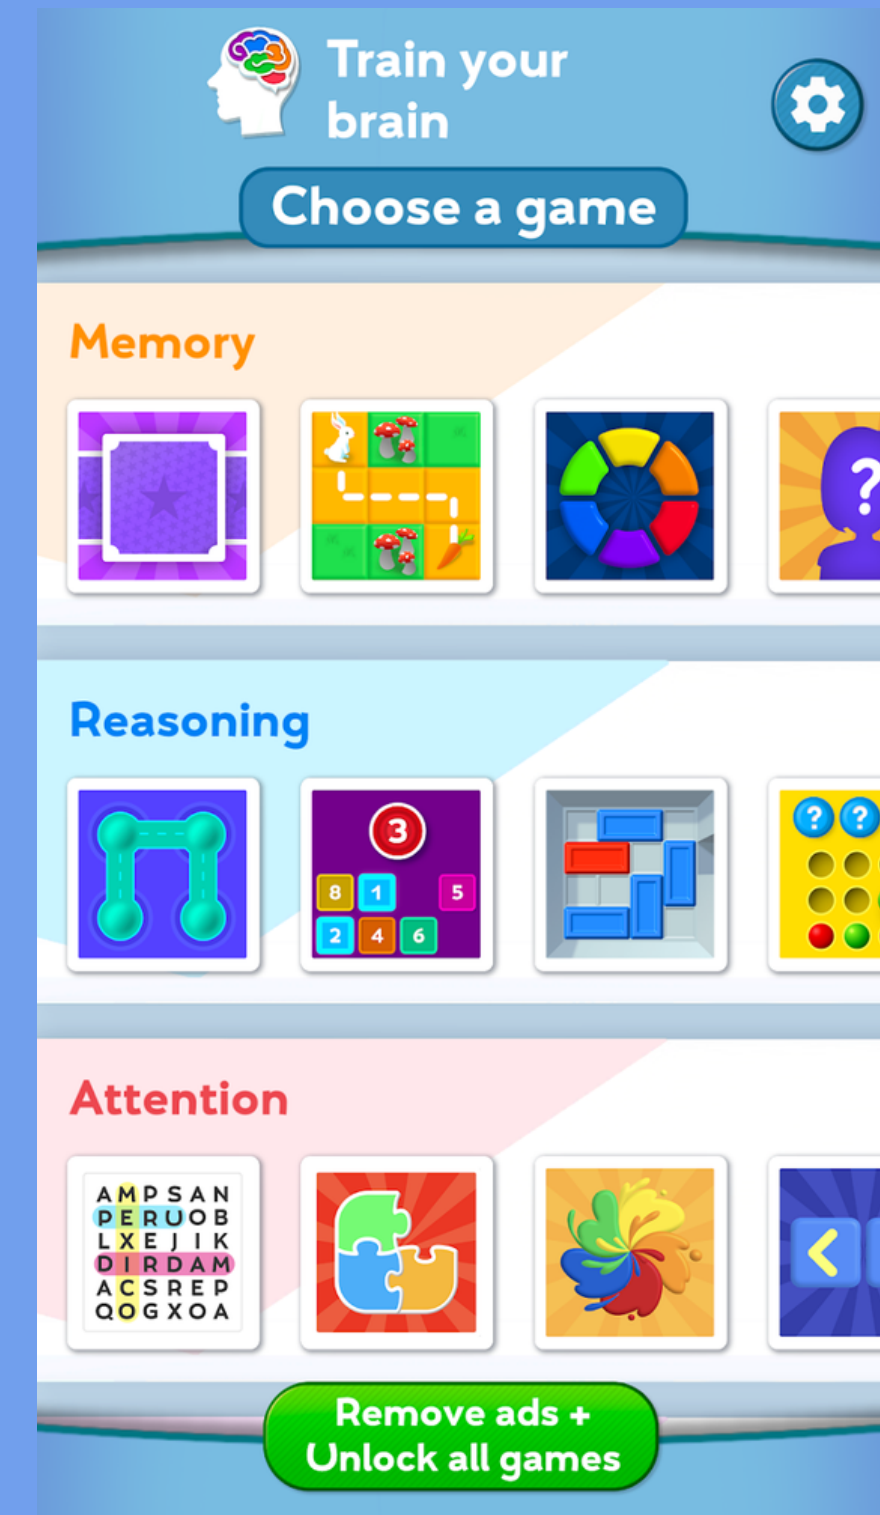 Train your
brain
Choose a game
Memory
?
Reasoning
3
8 1 5
2 4 6
? ?
Attention
AMPSAN
PERUOB
LXEJIK
DIRDAM
ACSREP
QOGXOA
<
Remove ads +
Unlock all games